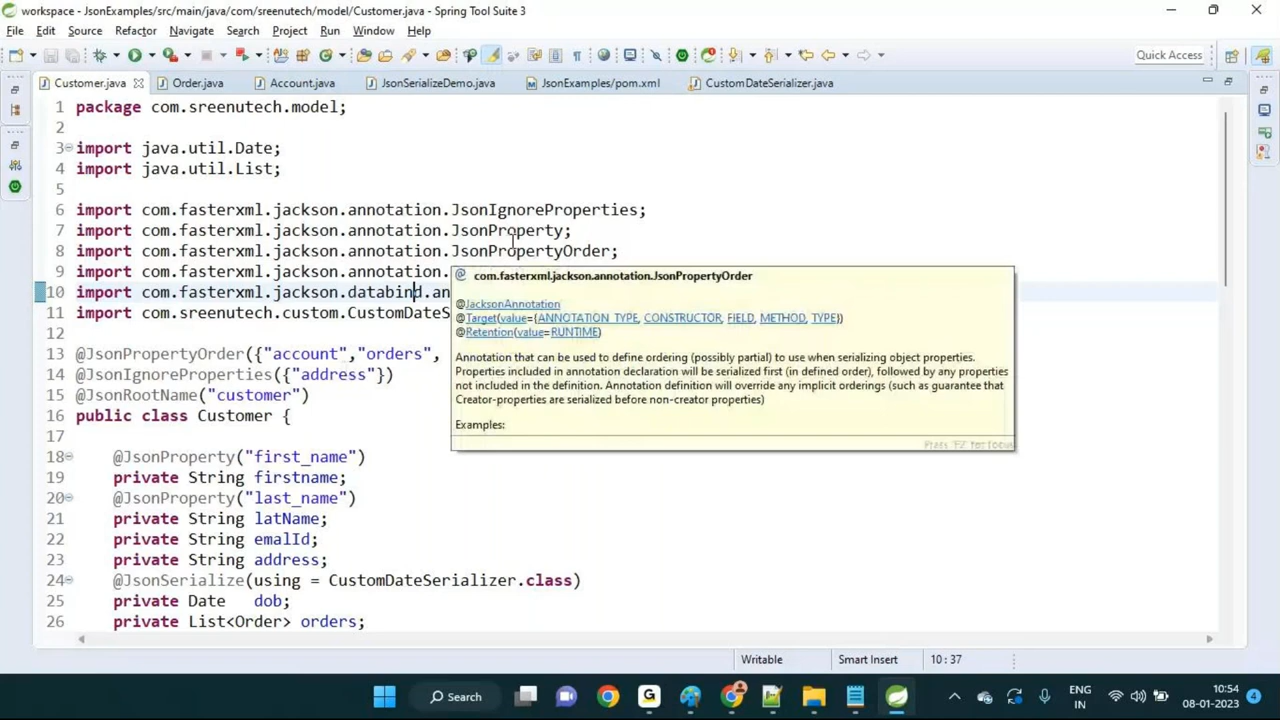 workspace - JsonExamples/src/main/java/com/sreenutech/model/Customer.java - Spring Tool Suite 3
File Edit Source Refactor Navigate Search Project Run Window Help
Quick Access
Customer.java Order.java Account.java JsonSerializeDemo.java JsonExamples/pom.xml CustomDateSerializer.java
1 package com.sreenutech.model;
2
3 import java.util.Date;
4 import java.util.List;
5
6 import com.fasterxml.jackson.annotation.JsonIgnoreProperties;
7 import com.fasterxml.jackson.annotation.JsonProperty;
8 import com.fasterxml.jackson.annotation.JsonPropertyOrder;
9 import com.fasterxml.jackson.annotation.
10 import com.fasterxml.jackson.databind.an
11 import com.sreenutech.custom.CustomDateS
12
13 @JsonPropertyOrder({"account","orders",
14 @JsonIgnoreProperties({"address"})
15 @JsonRootName("customer")
16 public class Customer {
17
18 @JsonProperty("first_name")
19 private String firstname;
20 @JsonProperty("last_name")
21 private String latName;
22 private String emalId;
23 private String address;
24 @JsonSerialize(using = CustomDateSerializer.class)
25 private Date dob;
26 private List<Order> orders;
@ com.fasterxml.jackson.annotation.JsonPropertyOrder
@JacksonAnnotation
@Target(value={ANNOTATION_TYPE, CONSTRUCTOR, FIELD, METHOD, TYPE})
@Retention(value=RUNTIME)
Annotation that can be used to define ordering (possibly partial) to use when serializing object properties.
Properties included in annotation declaration will be serialized first (in defined order), followed by any properties
not included in the definition. Annotation definition will override any implicit orderings (such as guarantee that
Creator-properties are serialized before non-creator properties)
Examples:
Press 'F2' for focus
Writable Smart Insert 10 : 37
Search
ENG
IN
10:54
08-01-2023
4